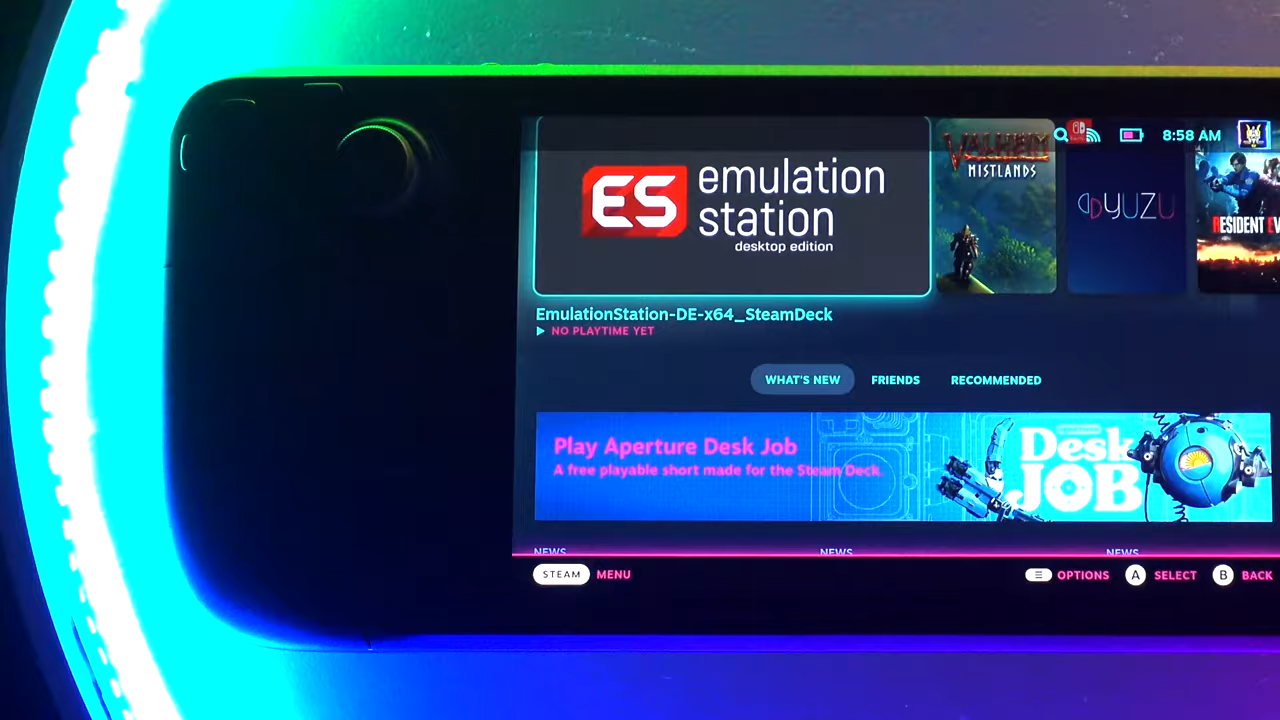 8:58 AM
ES emulation
station
desktop edition
VALHEIM
MISTLANDS
YUZU
RESIDENT EV
EmulationStation-DE-x64_SteamDeck
NO PLAYTIME YET
WHAT'S NEW
FRIENDS
RECOMMENDED
Play Aperture Desk Job
A free playable short made for the Steam Deck.
Desk
JOB
NEWS
NEWS
NEWS
STEAM MENU
OPTIONS
A SELECT
B BACK